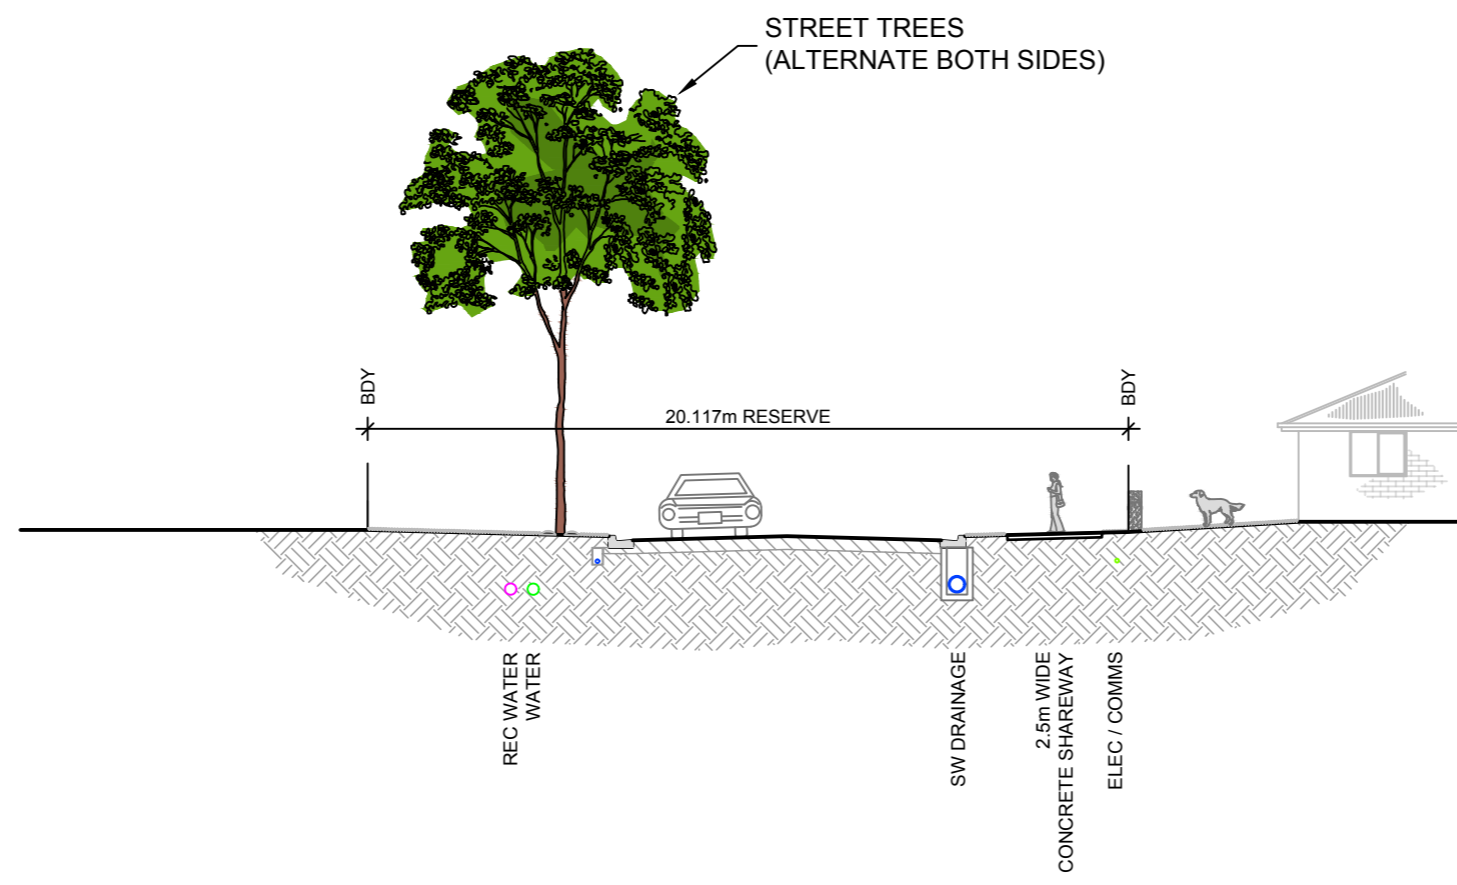 STREET TREES
(ALTERNATE BOTH SIDES)
BDY
20.117m RESERVE
BDY
REC WATER
WATER
SW DRAINAGE
2.5m WIDE
CONCRETE SHAREWAY
ELEC / COMMS